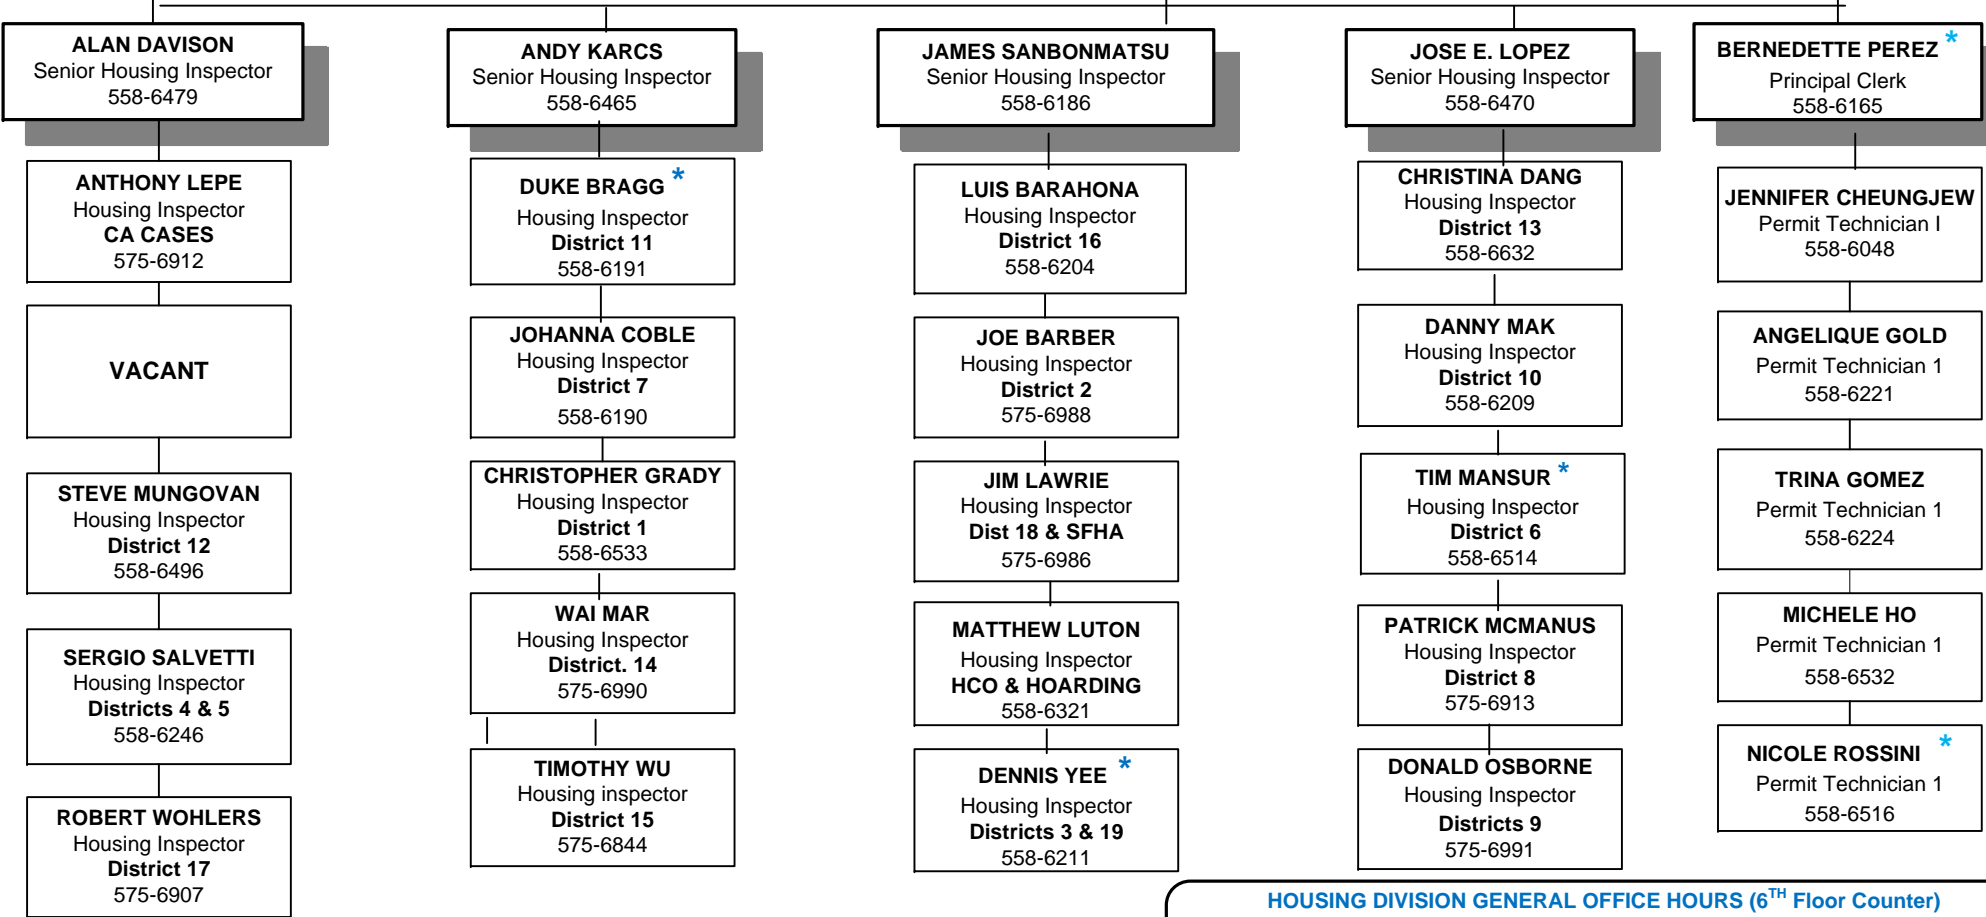 ALAN DAVISON
Senior Housing Inspector
558-6479
ANTHONY LEPE
Housing Inspector
CA CASES
575-6912
VACANT
STEVE MUNGOVAN
Housing Inspector
District 12
558-6496
SERGIO SALVETTI
Housing Inspector
Districts 4 & 5
558-6246
ROBERT WOHLERS
Housing Inspector
District 17
575-6907
ANDY KARCS
Senior Housing Inspector
558-6465
DUKE BRAGG *
Housing Inspector
District 11
558-6191
JOHANNA COBLE
Housing Inspector
District 7
558-6190
CHRISTOPHER GRADY
Housing Inspector
District 1
558-6533
WAI MAR
Housing Inspector
District. 14
575-6990
TIMOTHY WU
Housing inspector
District 15
575-6844
JAMES SANBONMATSU
Senior Housing Inspector
558-6186
LUIS BARAHONA
Housing Inspector
District 16
558-6204
JOE BARBER
Housing Inspector
District 2
575-6988
JIM LAWRIE
Housing Inspector
Dist 18 & SFHA
575-6986
MATTHEW LUTON
Housing Inspector
HCO & HOARDING
558-6321
DENNIS YEE *
Housing Inspector
Districts 3 & 19
558-6211
JOSE E. LOPEZ
Senior Housing Inspector
558-6470
CHRISTINA DANG
Housing Inspector
District 13
558-6632
DANNY MAK
Housing Inspector
District 10
558-6209
TIM MANSUR *
Housing Inspector
District 6
558-6514
PATRICK MCMANUS
Housing Inspector
District 8
575-6913
DONALD OSBORNE
Housing Inspector
Districts 9
575-6991
BERNEDETTE PEREZ *
Principal Clerk
558-6165
JENNIFER CHEUNGJEW
Permit Technician I
558-6048
ANGELIQUE GOLD
Permit Technician 1
558-6221
TRINA GOMEZ
Permit Technician 1
558-6224
MICHELE HO
Permit Technician 1
558-6532
NICOLE ROSSINI *
Permit Technician 1
558-6516
HOUSING DIVISION GENERAL OFFICE HOURS (6TH Floor Counter)